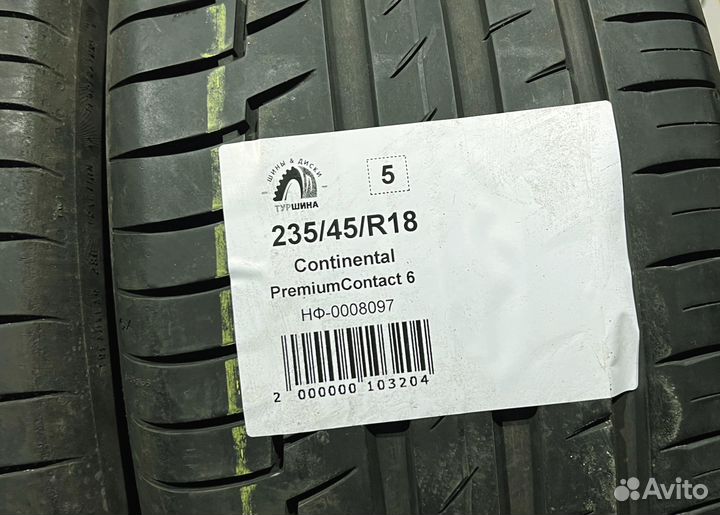 ШИНЫ & ДИСКИ
ТУРШИНА
5
235/45/R18
Continental
PremiumContact 6
НФ-0008097
2 000000 103204
Avito